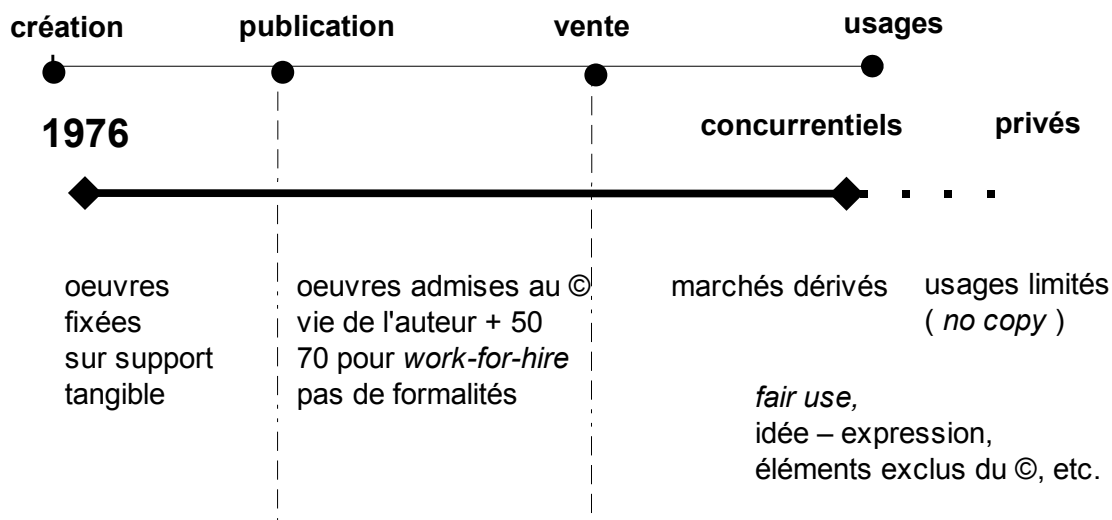 création publication vente usages
1976 concurrentiels privés
oeuvres
fixées
sur support
tangible
oeuvres admises au ©
vie de l'auteur + 50
70 pour work-for-hire
pas de formalités
marchés dérivés
usages limités
( no copy )
fair use,
idée – expression,
éléments exclus du ©, etc.